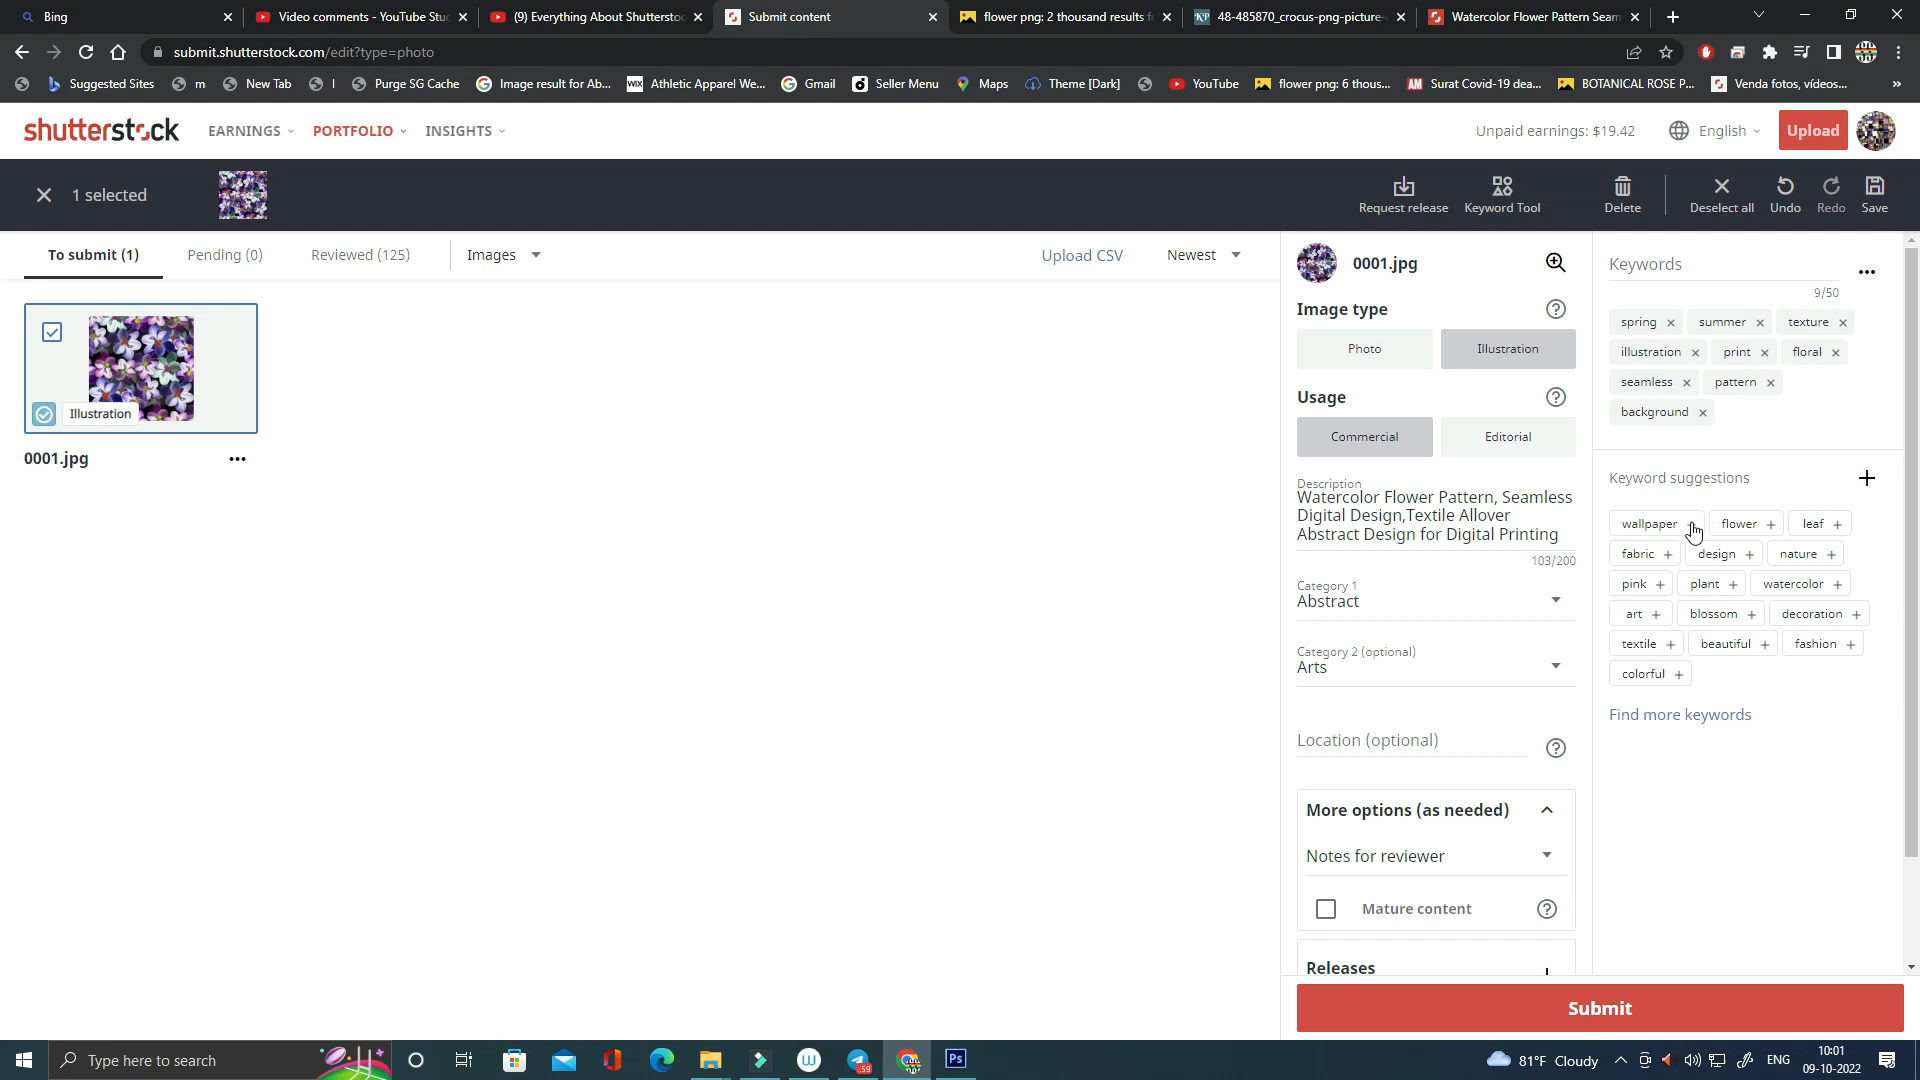 Bing
Video comments - YouTube Stu
(9) Everything About Shuttersto
Submit content
flower png: 2 thousand results f
48-485870_crocus-png-picture-
Watercolor Flower Pattern Seam
submit.shutterstock.com/edit?type=photo
Suggested Sites
m
New Tab
I
Purge SG Cache
Image result for Ab...
WIX Athletic Apparel We...
Gmail
Seller Menu
Maps
Theme [Dark]
YouTube
flower png: 6 thous...
AM Surat Covid-19 dea...
BOTANICAL ROSE P...
Venda fotos, vídeos...
»
shutterstock
EARNINGS
PORTFOLIO
INSIGHTS
Unpaid earnings: $19.42
English
Upload
1 selected
Request release
Keyword Tool
Delete
Deselect all
Undo
Redo
Save
To submit (1)
Pending (0)
Reviewed (125)
Images
Upload CSV
Newest
Illustration
0001.jpg
0001.jpg
Image type
Photo
Illustration
Usage
Commercial
Editorial
Description
Watercolor Flower Pattern, Seamless
Digital Design,Textile Allover
Abstract Design for Digital Printing
103/200
Category 1
Abstract
Category 2 (optional)
Arts
Location (optional)
More options (as needed)
Notes for reviewer
Mature content
Releases
Keywords
9/50
spring × summer × texture ×
illustration × print × floral ×
seamless × pattern ×
background ×
Keyword suggestions +
wallpaper flower + leaf +
fabric + design + nature +
pink + plant + watercolor +
art + blossom + decoration +
textile + beautiful + fashion +
colorful +
Find more keywords
Submit
Type here to search
W
59
Ps
81°F Cloudy
ENG
10:01
09-10-2022